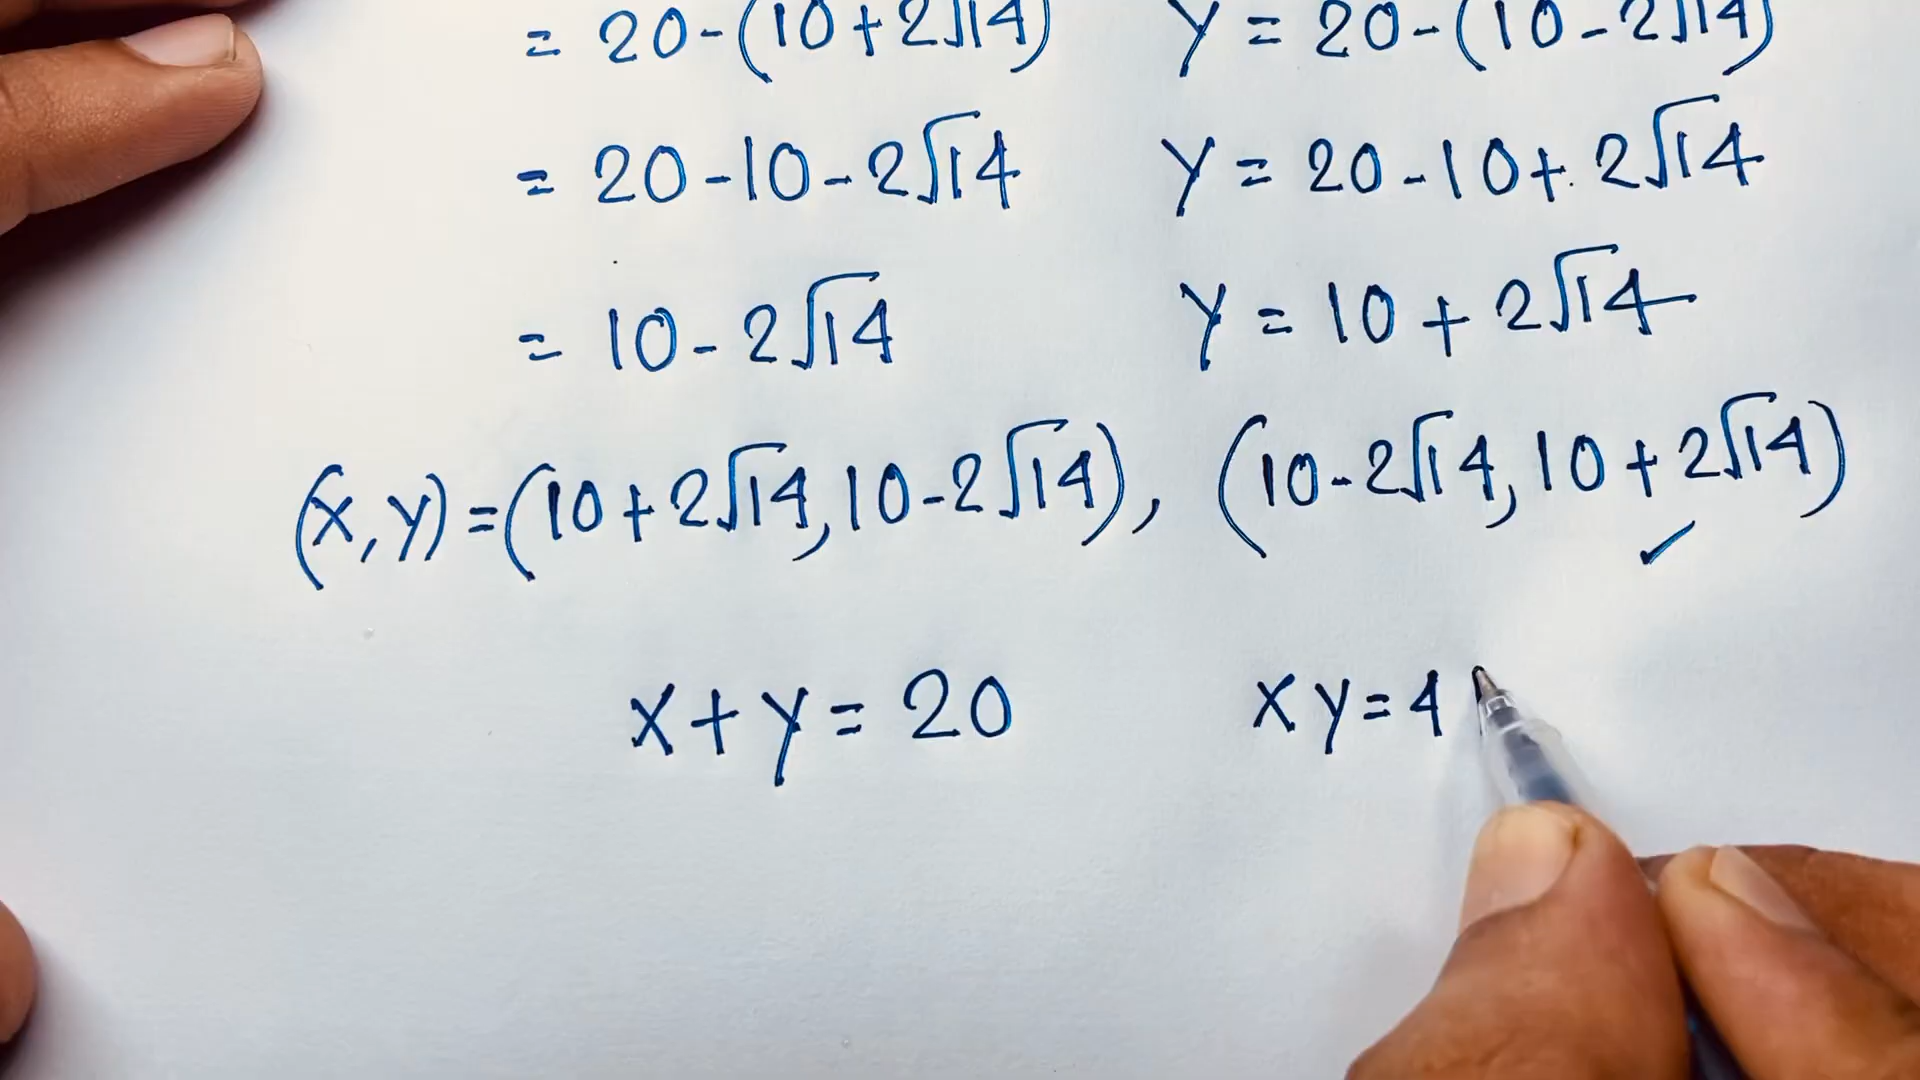 = 20-(10+2√14) Y = 20-(10-2√14)
= 20-10-2√14 Y = 20-10+2√14
= 10-2√14 Y = 10+2√14
(x,y)=(10+2√14,10-2√14), (10-2√14,10+2√14)
✓
x+y=20 xy=4